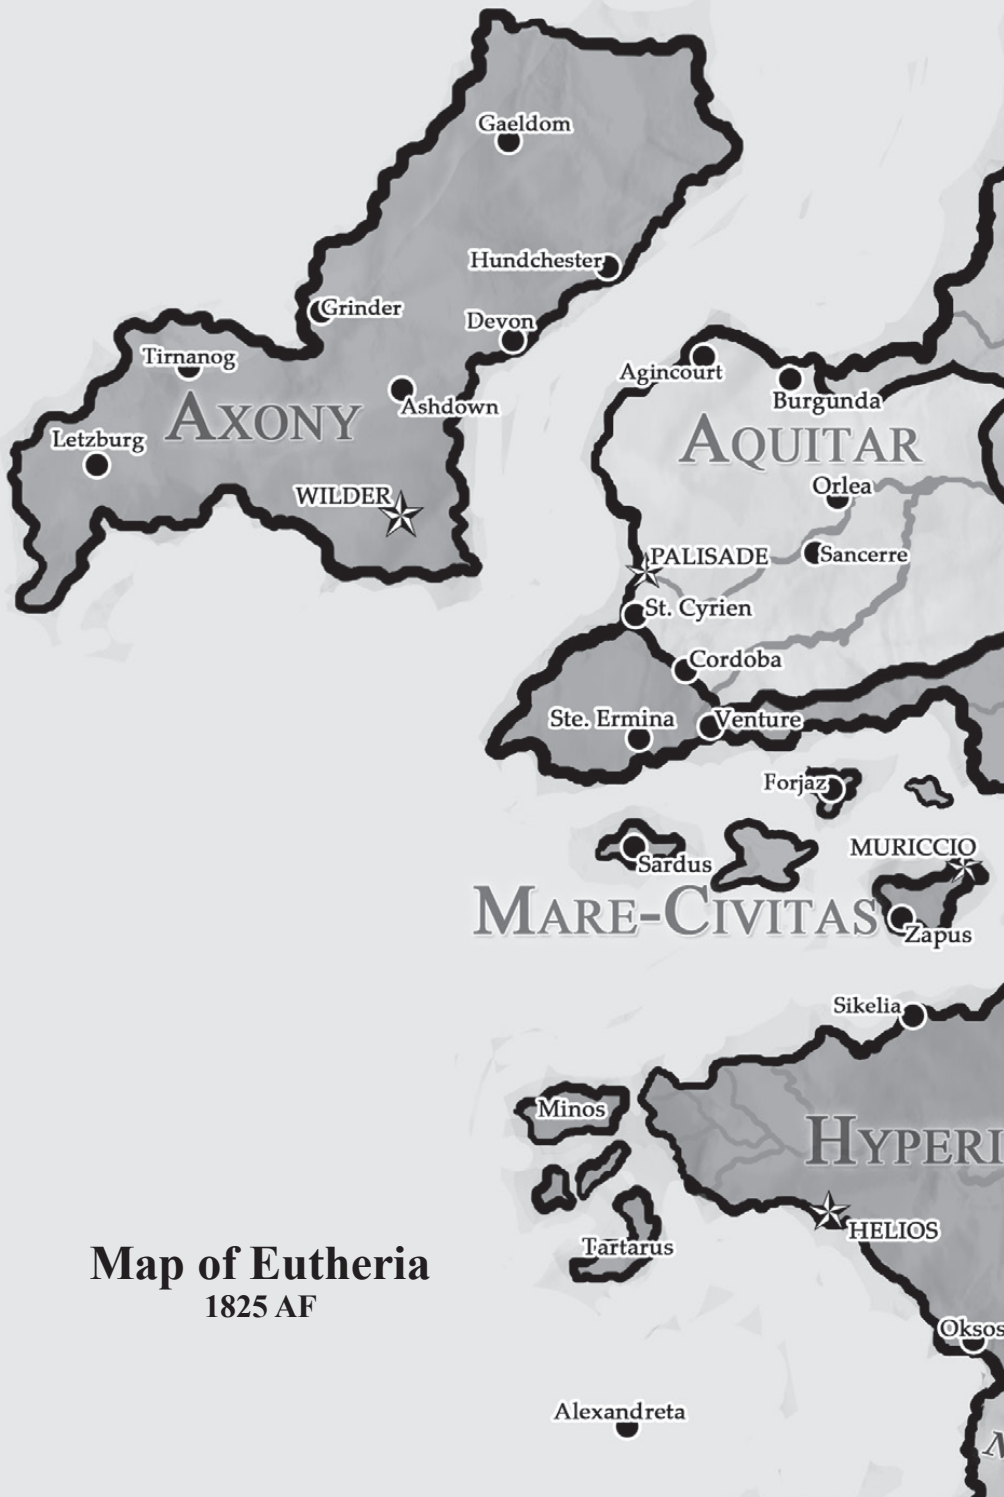 Gaeldom
Hundchester
Grinder
Devon
Tirnanog
Agincourt
Ashdown
Burgunda
AXONY
Letzburg
AQUITAR
Orlea
WILDER
Sancerre
PALISADE
St. Cyrien
Cordoba
Ste. Ermina
Venture
Forjaz
MURICCIO
Sardus
MARE-CIVITAS
Zapus
Sikelia
Minos
HYPERI
HELIOS
Tartarus
Map of Eutheria
1825 AF
Oksos
Alexandreta
N